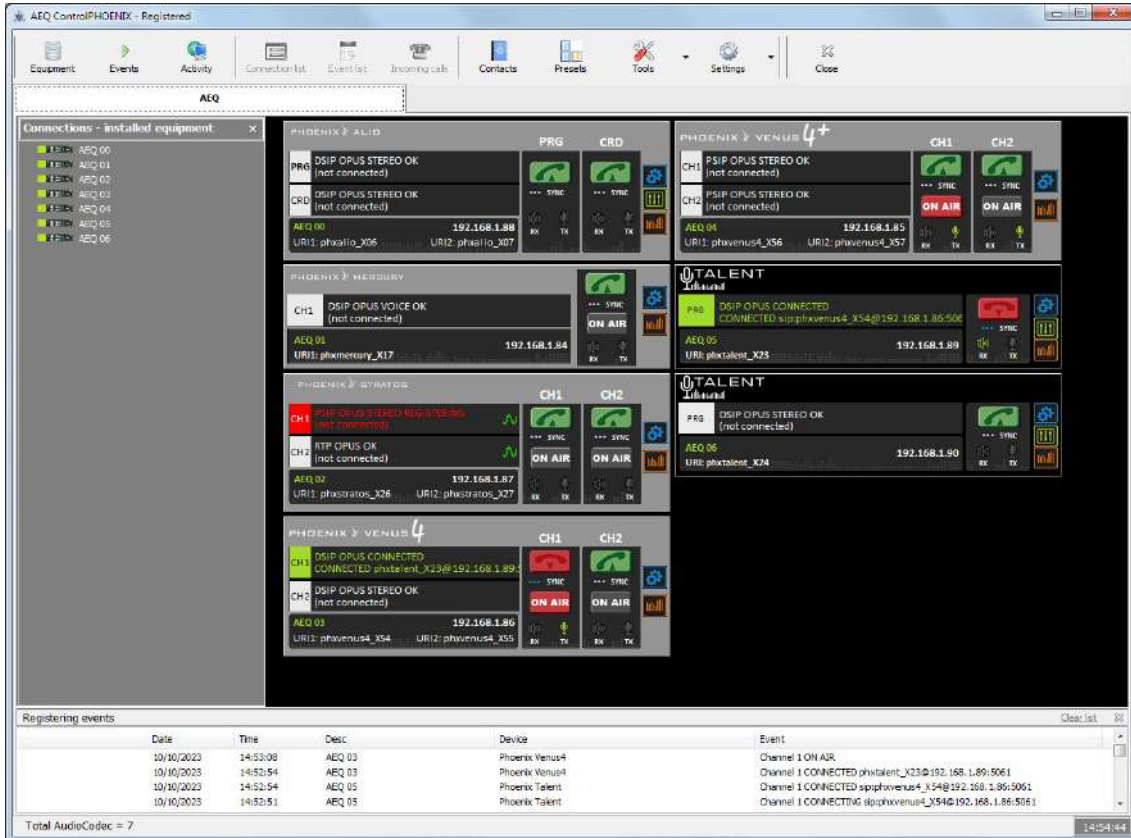 AEQ ControlPHOENIX - Registered
Equipment Events Activity Connection list Event list Incoming calls Contacts Presets Tools Settings Close
AEQ
Connections - installed equipment x
AEQ 00
AEQ 01
AEQ 02
AEQ 03
AEQ 04
AEQ 05
AEQ 06
PHOENIX ALIO
PRG CRD
PRG DSIP OPUS STEREO OK
(not connected)
SYNC SYNC
CRD DSIP OPUS STEREO OK
(not connected)
AEQ 00 192.168.1.88
RX TX RX TX
URI1: phxalio_X06 URI2: phxalio_X07
PHOENIX MERCURY
CH1 DSIP OPUS VOICE OK
(not connected)
SYNC
ON AIR
AEQ 01 192.168.1.84
URI1: phxmercury_X17
RX TX
PHOENIX STRATOS
CH1 CH2
CH1 PSIP OPUS STEREO REGISTERING
(not connected)
SYNC SYNC
CH2 RTP OPUS OK
(not connected)
ON AIR ON AIR
AEQ 02 192.168.1.87
URI1: phxstratos_X26 URI2: phxstratos_X27
RX TX RX TX
PHOENIX VENUS 4
CH1 CH2
CH1 DSIP OPUS CONNECTED
CONNECTED phxtalent_X23@192.168.1.89:5
SYNC SYNC
CH2 DSIP OPUS STEREO OK
(not connected)
ON AIR ON AIR
AEQ 03 192.168.1.86
URI1: phxvenus4_X54 URI2: phxvenus4_X55
RX TX RX TX
PHOENIX VENUS 4+
CH1 CH2
CH1 PSIP OPUS STEREO OK
(not connected)
SYNC SYNC
CH2 PSIP OPUS STEREO OK
(not connected)
ON AIR ON AIR
AEQ 04 192.168.1.85
URI1: phxvenus4_X56 URI2: phxvenus4_X57
RX TX RX TX
TALENT
PRG DSIP OPUS CONNECTED
CONNECTED sip:phxvenus4_X54@192.168.1.86:506
SYNC
AEQ 05 192.168.1.89
URI: phxtalent_X23
RX TX
TALENT
PRG DSIP OPUS STEREO OK
(not connected)
SYNC
AEQ 06 192.168.1.90
URI: phxtalent_X24
RX TX
Registering events Clear list
Date Time Desc Device Event
10/10/2023 14:53:08 AEQ 03 Phoenix Venus4 Channel 1 ON AIR
10/10/2023 14:52:54 AEQ 03 Phoenix Venus4 Channel 1 CONNECTED phxtalent_X23@192.168.1.89:5061
10/10/2023 14:52:54 AEQ 05 Phoenix Talent Channel 1 CONNECTED sip:phxvenus4_X54@192.168.1.86:5061
10/10/2023 14:52:51 AEQ 05 Phoenix Talent Channel 1 CONNECTING sip:phxvenus4_X54@192.168.1.86:5061
Total AudioCodec = 7 14:54:44